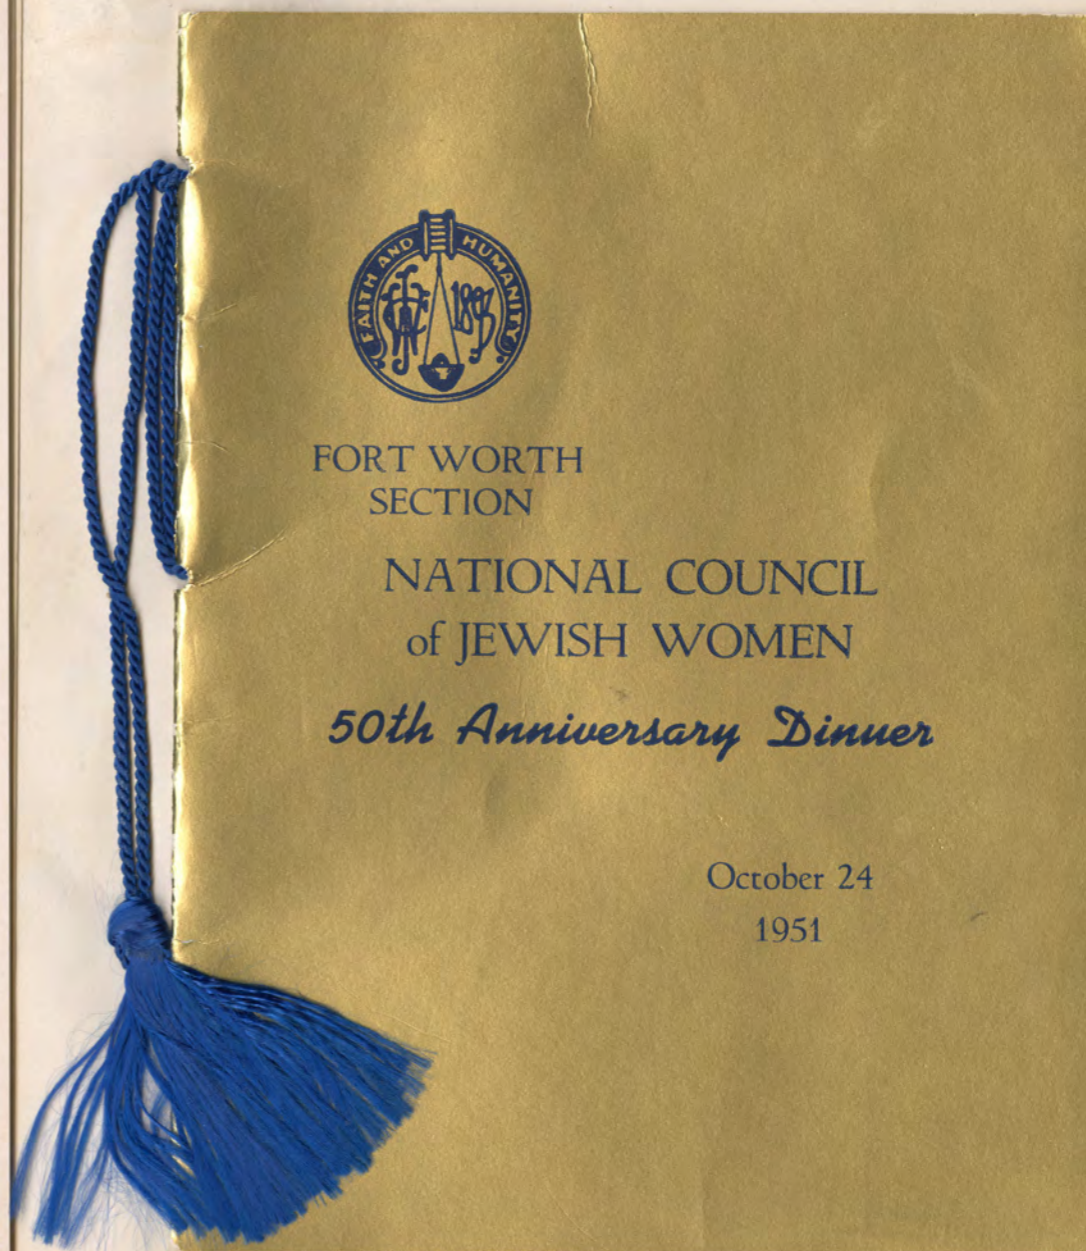 FAITH AND HUMANITY
1893
FORT WORTH
SECTION
NATIONAL COUNCIL
of JEWISH WOMEN
50th Anniversary Dinner
October 24
1951